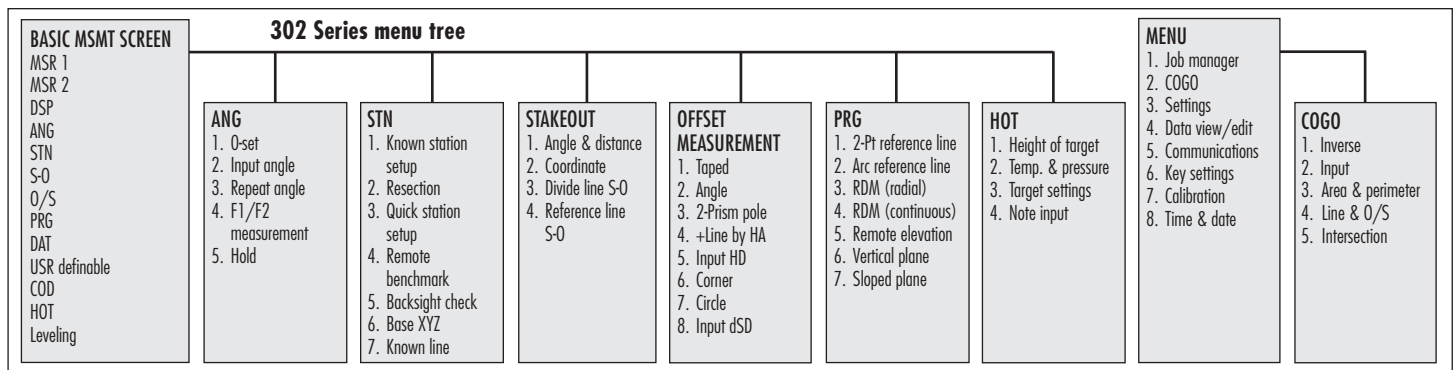 302 Series menu tree
BASIC MSMT SCREEN
MSR 1
MSR 2
DSP
ANG
STN
S-O
O/S
PRG
DAT
USR definable
COD
HOT
Leveling
ANG
1. 0-set
2. Input angle
3. Repeat angle
4. F1/F2
measurement
5. Hold
STN
1. Known station
setup
2. Resection
3. Quick station
setup
4. Remote
benchmark
5. Backsight check
6. Base XYZ
7. Known line
STAKEOUT
1. Angle & distance
2. Coordinate
3. Divide line S-O
4. Reference line
S-O
OFFSET
MEASUREMENT
1. Taped
2. Angle
3. 2-Prism pole
4. +Line by HA
5. Input HD
6. Corner
7. Circle
8. Input dSD
PRG
1. 2-Pt reference line
2. Arc reference line
3. RDM (radial)
4. RDM (continuous)
5. Remote elevation
6. Vertical plane
7. Sloped plane
HOT
1. Height of target
2. Temp. & pressure
3. Target settings
4. Note input
MENU
1. Job manager
2. COGO
3. Settings
4. Data view/edit
5. Communications
6. Key settings
7. Calibration
8. Time & date
COGO
1. Inverse
2. Input
3. Area & perimeter
4. Line & O/S
5. Intersection